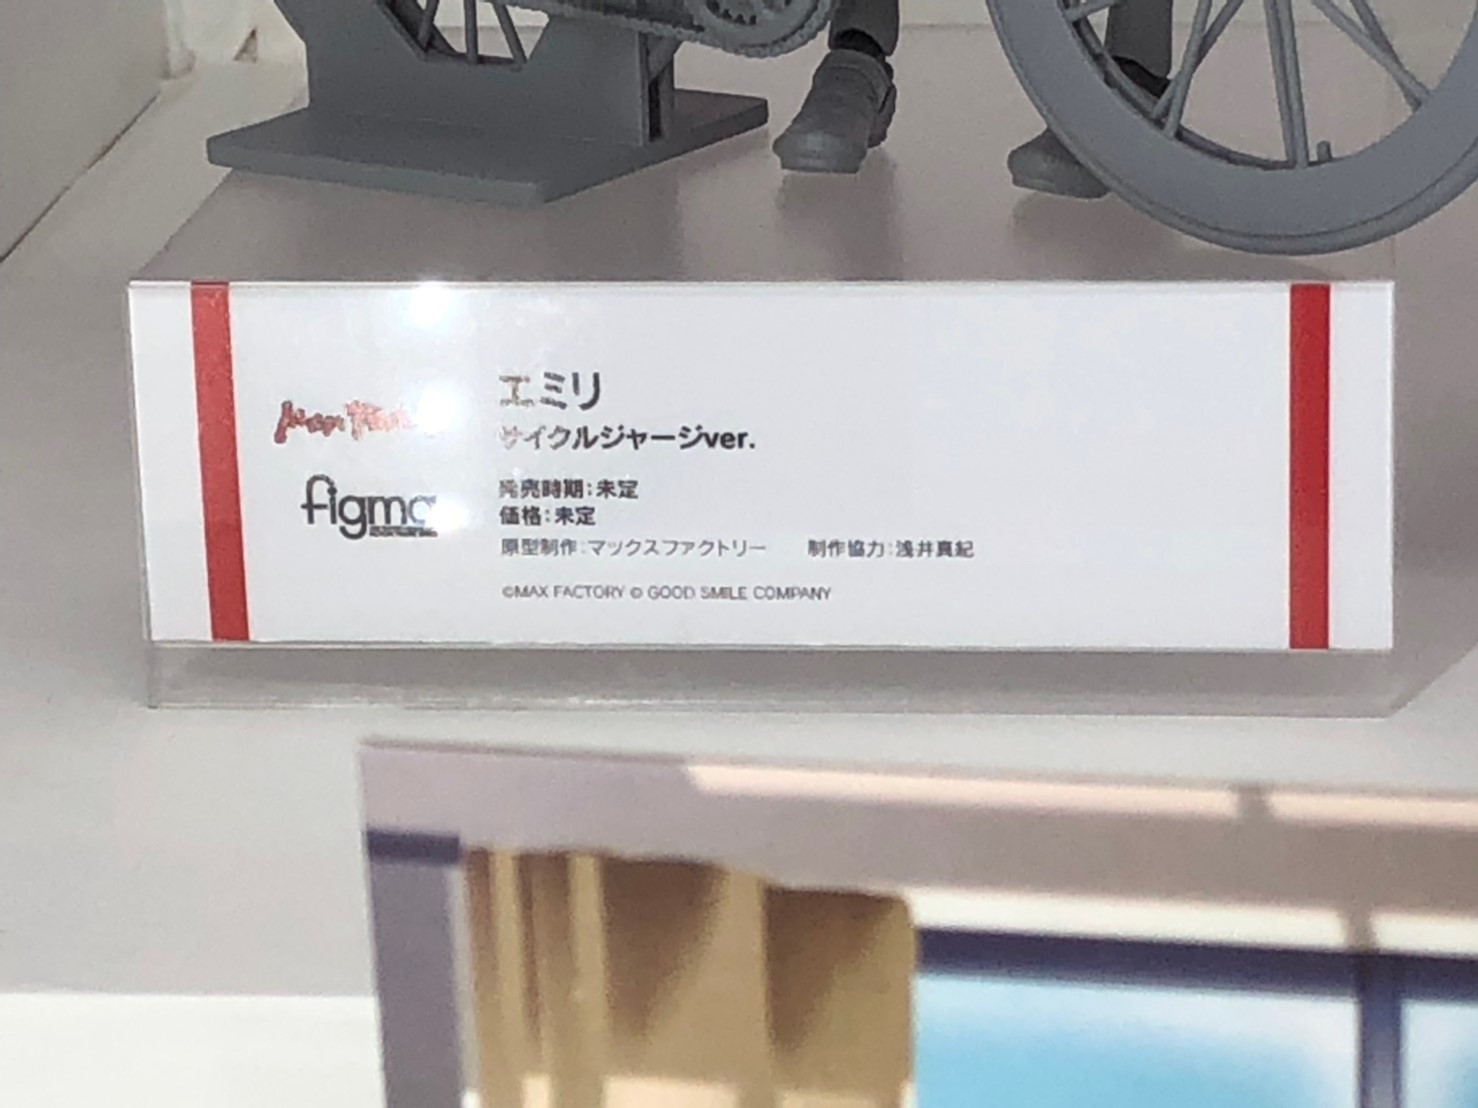 Max Factory
エミリ
サイクルジャージver.
figma
発売時期：未定
価格：未定
原型制作：マックスファクトリー　制作協力：浅井真紀
©MAX FACTORY © GOOD SMILE COMPANY